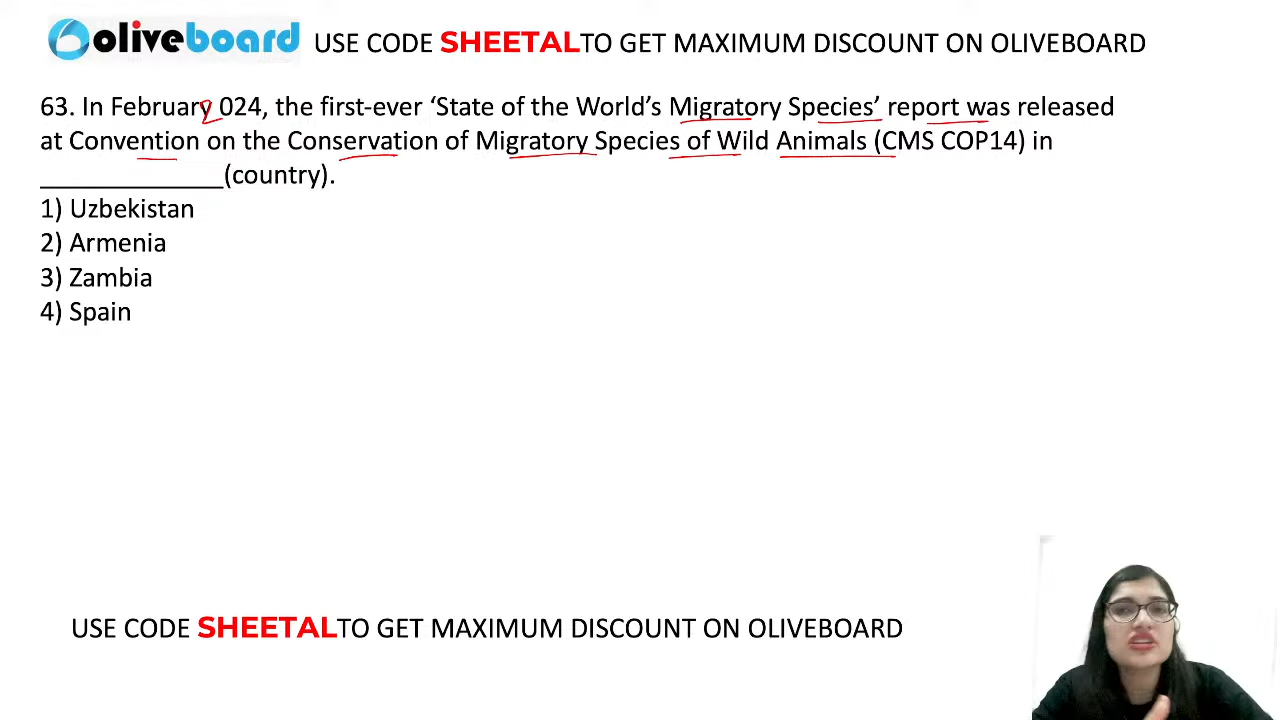 oliveboard USE CODE SHEETAL TO GET MAXIMUM DISCOUNT ON OLIVEBOARD
63. In February 2024, the first-ever ‘State of the World’s Migratory Species’ report was released
at Convention on the Conservation of Migratory Species of Wild Animals (CMS COP14) in
_____________(country).
1) Uzbekistan
2) Armenia
3) Zambia
4) Spain
USE CODE SHEETAL TO GET MAXIMUM DISCOUNT ON OLIVEBOARD